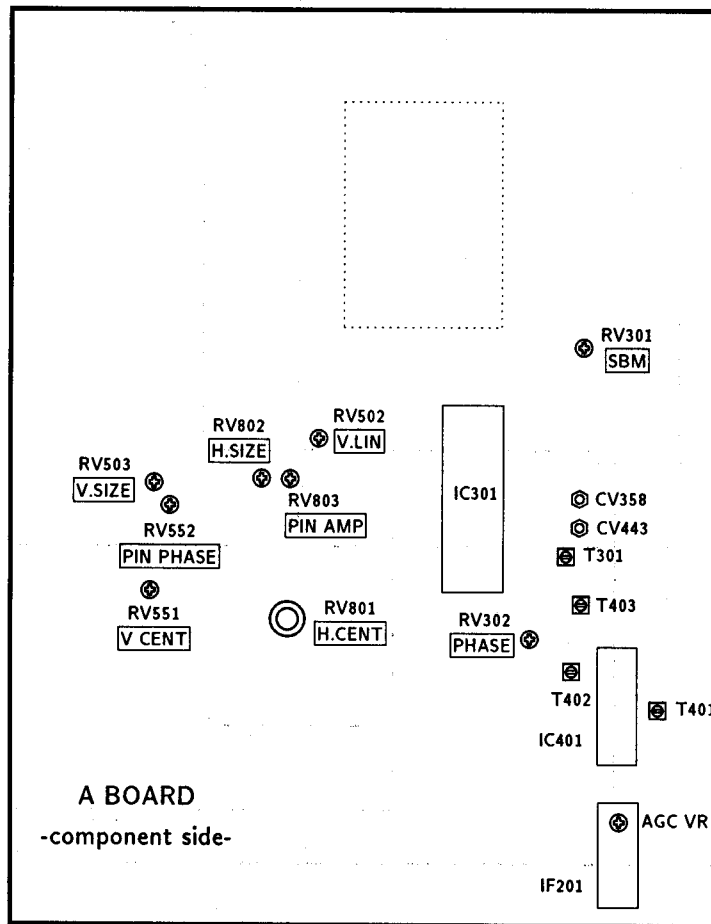 RV301
SBM
RV502
V.LIN
RV802
H.SIZE
RV503
V.SIZE
RV803
PIN AMP
IC301
CV358
RV552
PIN PHASE
CV443
T301
RV551
V CENT
RV801
H.CENT
T403
RV302
PHASE
T402
T401
IC401
A BOARD
-component side-
AGC VR
IF201